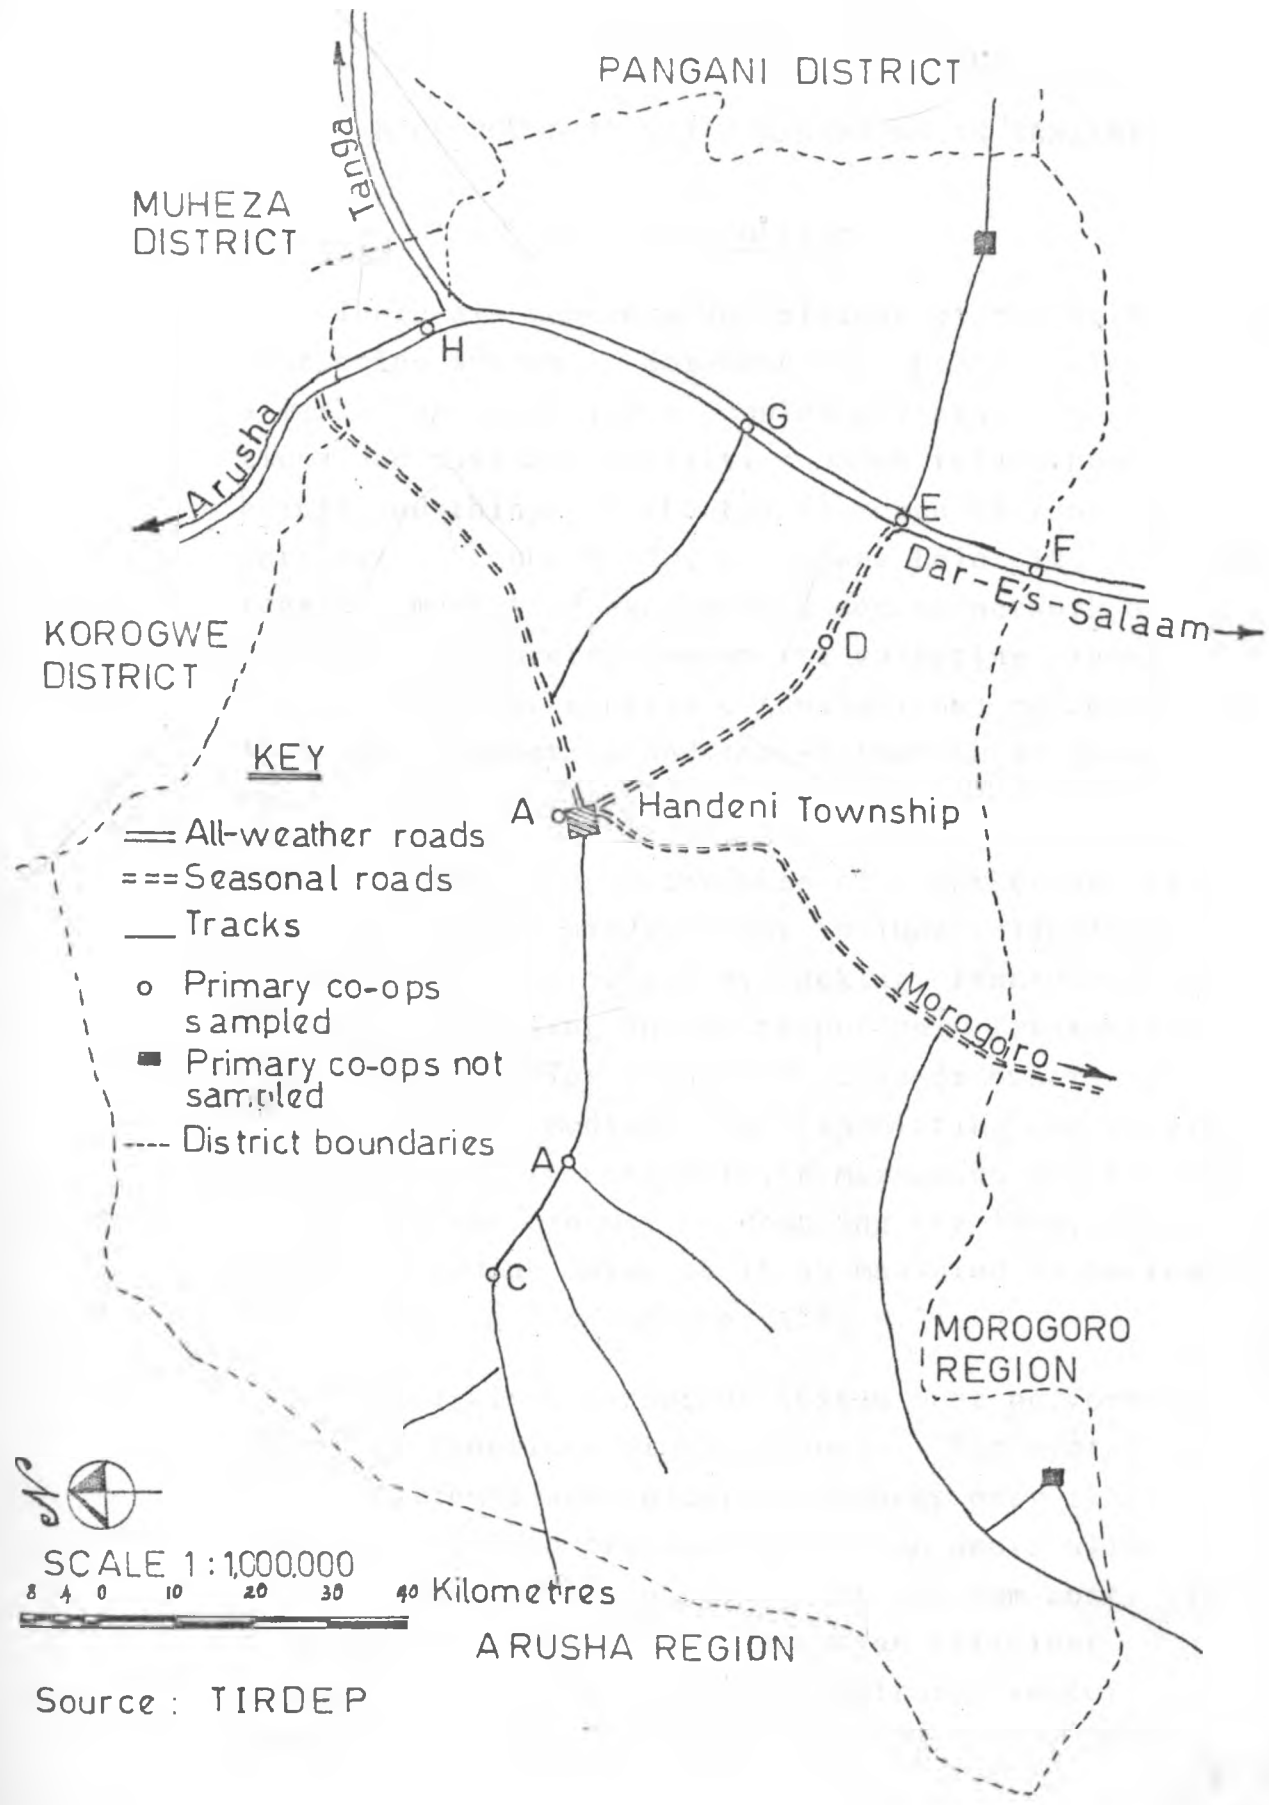 PANGANI DISTRICT
Tanga
MUHEZA
DISTRICT
H
G
Arusha
E
F
Dar-E's-Salaam
KOROGWE
DISTRICT
D
KEY
A
Handeni Township
All-weather roads
Seasonal roads
Tracks
Primary co-ops
sampled
Primary co-ops not
sampled
District boundaries
Morogoro
A
C
MOROGORO
REGION
N
SCALE 1:1,000,000
8 4 0 10 20 30 40 Kilometres
ARUSHA REGION
Source: TIRDEP